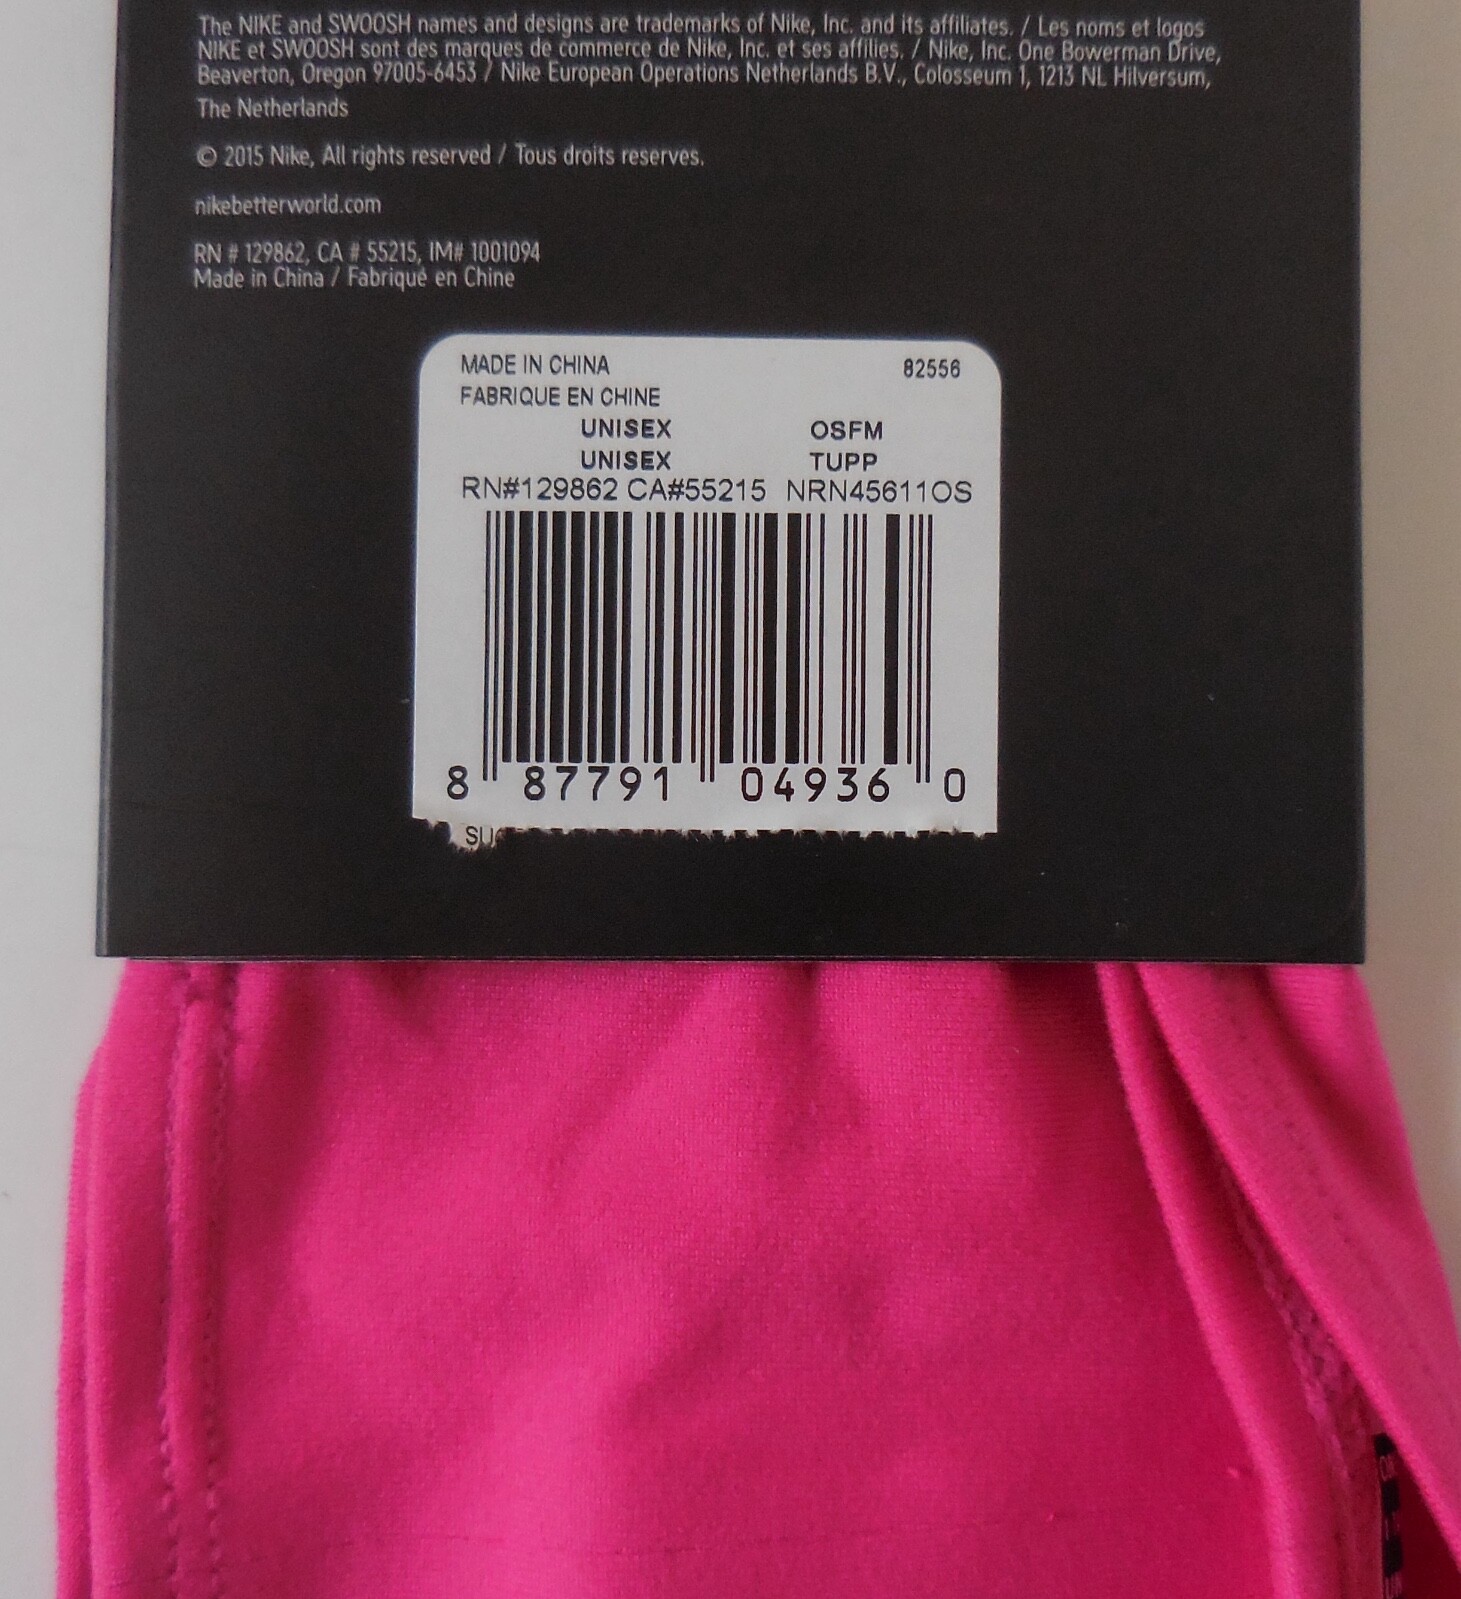 The NIKE and SWOOSH names and designs are trademarks of Nike, Inc. and its affiliates. / Les noms et logos
NIKE et SWOOSH sont des marques de commerce de Nike, Inc. et ses affilies. / Nike, Inc. One Bowerman Drive,
Beaverton, Oregon 97005-6453 / Nike European Operations Netherlands B.V., Colosseum 1, 1213 NL Hilversum,
The Netherlands
© 2015 Nike, All rights reserved / Tous droits reserves.
nikebetterworld.com
RN # 129862, CA # 55215, IM# 1001094
Made in China / Fabriqué en Chine
MADE IN CHINA 82556
FABRIQUE EN CHINE
UNISEX OSFM
UNISEX TUPP
RN#129862 CA#55215 NRN45611OS
8 87791 04936 0